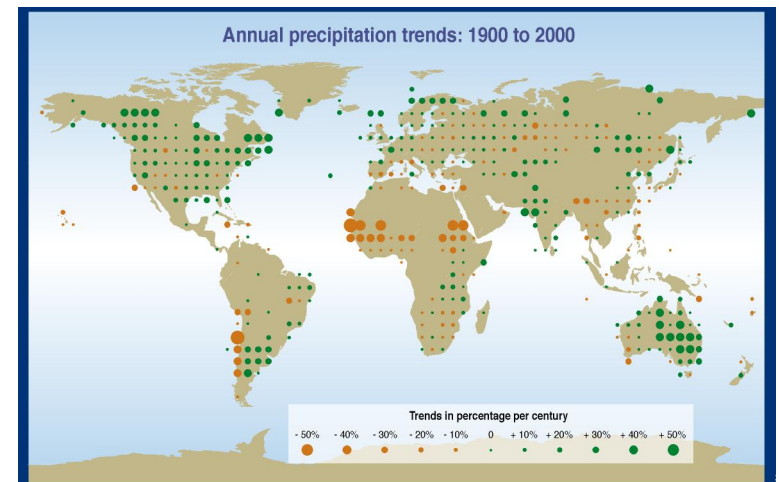 Annual precipitation trends: 1900 to 2000
Trends in percentage per century
- 50% - 40% - 30% - 20% - 10% 0 + 10% + 20% + 30% + 40% + 50%